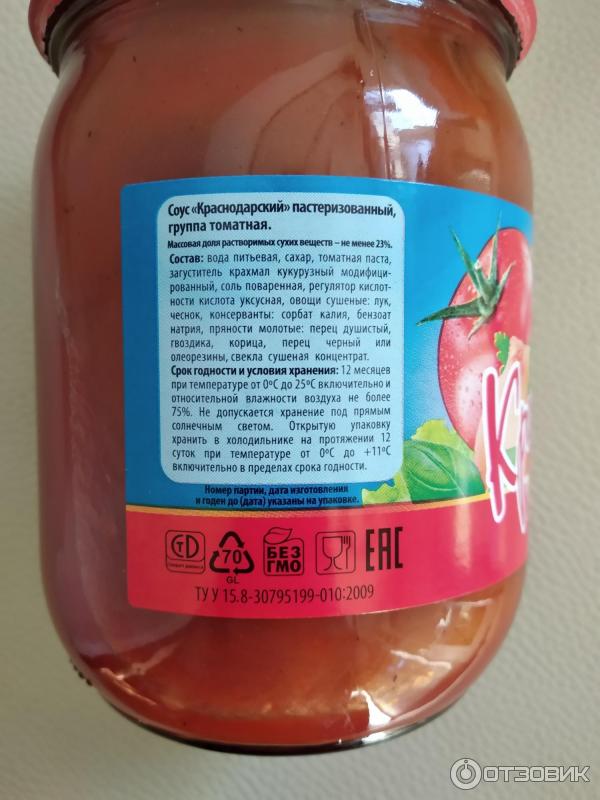 Соус «Краснодарский» пастеризованный,
группа томатная.
Массовая доля растворимых сухих веществ – не менее 23%.
Состав: вода питьевая, сахар, томатная паста,
загуститель крахмал кукурузный модифици-
рованный, соль поваренная, регулятор кислот-
ности кислота уксусная, овощи сушеные: лук,
чеснок, консерванты: сорбат калия, бензоат
натрия, пряности молотые: перец душистый,
гвоздика, корица, перец черный или
олеорезины, свекла сушеная концентрат.
Срок годности и условия хранения: 12 месяцев
при температуре от 0°С до 25°С включительно и
относительной влажности воздуха не более
75%. Не допускается хранение под прямым
солнечным светом. Открытую упаковку
хранить в холодильнике на протяжении 12
суток при температуре от 0°С до +11°С
включительно в пределах срока годности.
Номер партии, дата изготовления
и годен до (дата) указаны на упаковке.
Кра
70
GL
БЕЗ
ГМО
EAC
ТУ У 15.8-30795199-010:2009
ОТЗОВИК